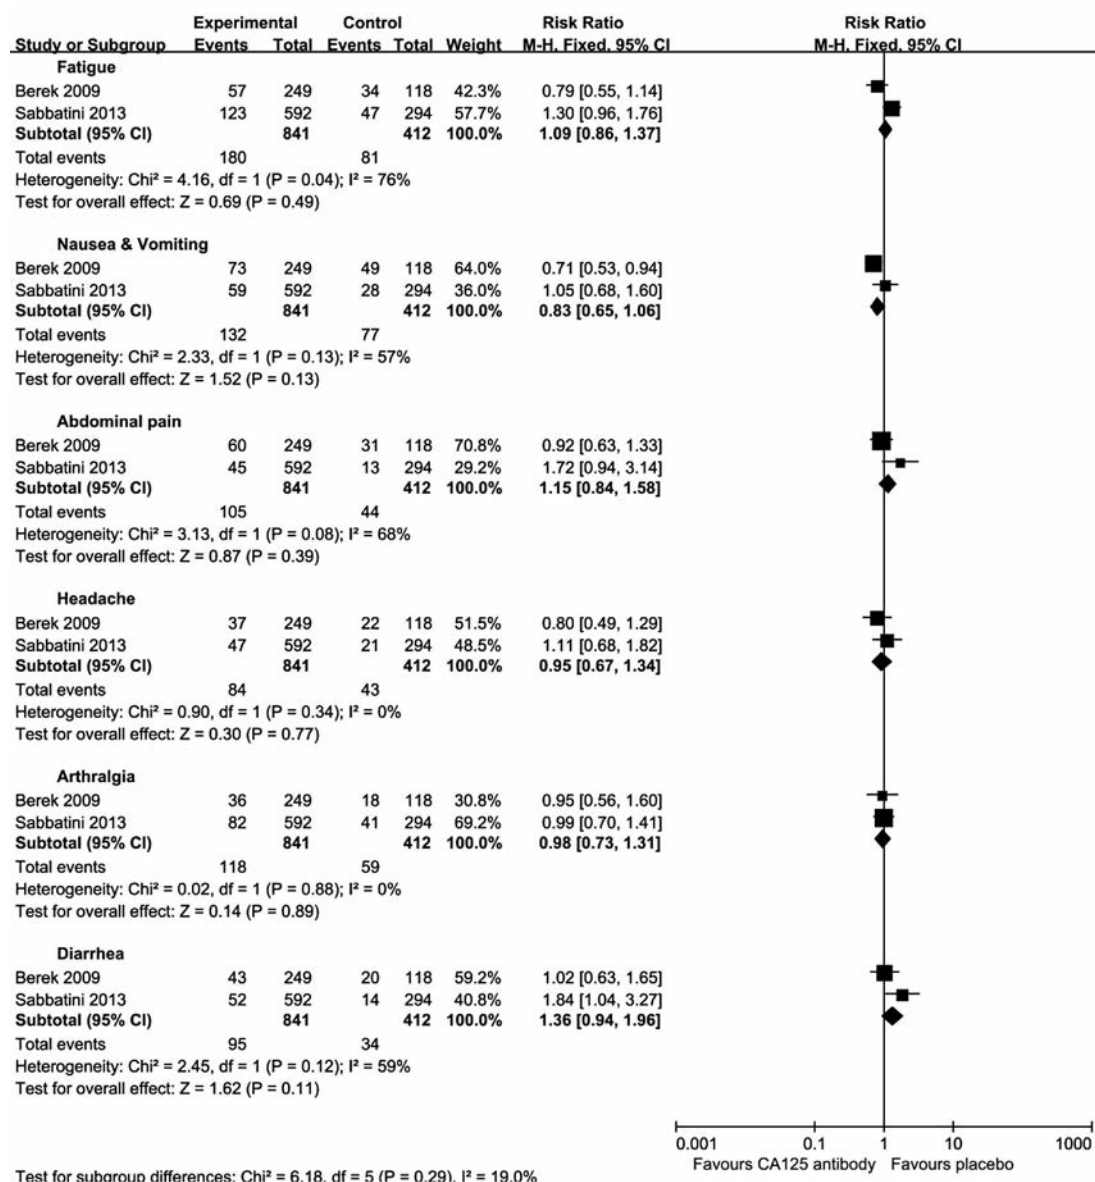 Experimental Control Risk Ratio Risk Ratio
Study or Subgroup Events Total Events Total Weight M-H, Fixed, 95% CI M-H, Fixed, 95% CI
Fatigue
Berek 2009 57 249 34 118 42.3% 0.79 [0.55, 1.14]
Sabbatini 2013 123 592 47 294 57.7% 1.30 [0.96, 1.76]
Subtotal (95% CI) 841 412 100.0% 1.09 [0.86, 1.37]
Total events 180 81
Heterogeneity: Chi² = 4.16, df = 1 (P = 0.04); I² = 76%
Test for overall effect: Z = 0.69 (P = 0.49)
Nausea & Vomiting
Berek 2009 73 249 49 118 64.0% 0.71 [0.53, 0.94]
Sabbatini 2013 59 592 28 294 36.0% 1.05 [0.68, 1.60]
Subtotal (95% CI) 841 412 100.0% 0.83 [0.65, 1.06]
Total events 132 77
Heterogeneity: Chi² = 2.33, df = 1 (P = 0.13); I² = 57%
Test for overall effect: Z = 1.52 (P = 0.13)
Abdominal pain
Berek 2009 60 249 31 118 70.8% 0.92 [0.63, 1.33]
Sabbatini 2013 45 592 13 294 29.2% 1.72 [0.94, 3.14]
Subtotal (95% CI) 841 412 100.0% 1.15 [0.84, 1.58]
Total events 105 44
Heterogeneity: Chi² = 3.13, df = 1 (P = 0.08); I² = 68%
Test for overall effect: Z = 0.87 (P = 0.39)
Headache
Berek 2009 37 249 22 118 51.5% 0.80 [0.49, 1.29]
Sabbatini 2013 47 592 21 294 48.5% 1.11 [0.68, 1.82]
Subtotal (95% CI) 841 412 100.0% 0.95 [0.67, 1.34]
Total events 84 43
Heterogeneity: Chi² = 0.90, df = 1 (P = 0.34); I² = 0%
Test for overall effect: Z = 0.30 (P = 0.77)
Arthralgia
Berek 2009 36 249 18 118 30.8% 0.95 [0.56, 1.60]
Sabbatini 2013 82 592 41 294 69.2% 0.99 [0.70, 1.41]
Subtotal (95% CI) 841 412 100.0% 0.98 [0.73, 1.31]
Total events 118 59
Heterogeneity: Chi² = 0.02, df = 1 (P = 0.88); I² = 0%
Test for overall effect: Z = 0.14 (P = 0.89)
Diarrhea
Berek 2009 43 249 20 118 59.2% 1.02 [0.63, 1.65]
Sabbatini 2013 52 592 14 294 40.8% 1.84 [1.04, 3.27]
Subtotal (95% CI) 841 412 100.0% 1.36 [0.94, 1.96]
Total events 95 34
Heterogeneity: Chi² = 2.45, df = 1 (P = 0.12); I² = 59%
Test for overall effect: Z = 1.62 (P = 0.11)
0.001 0.1 1 10 1000
Favours CA125 antibody Favours placebo
Test for subgroup differences: Chi² = 6.18, df = 5 (P = 0.29), I² = 19.0%